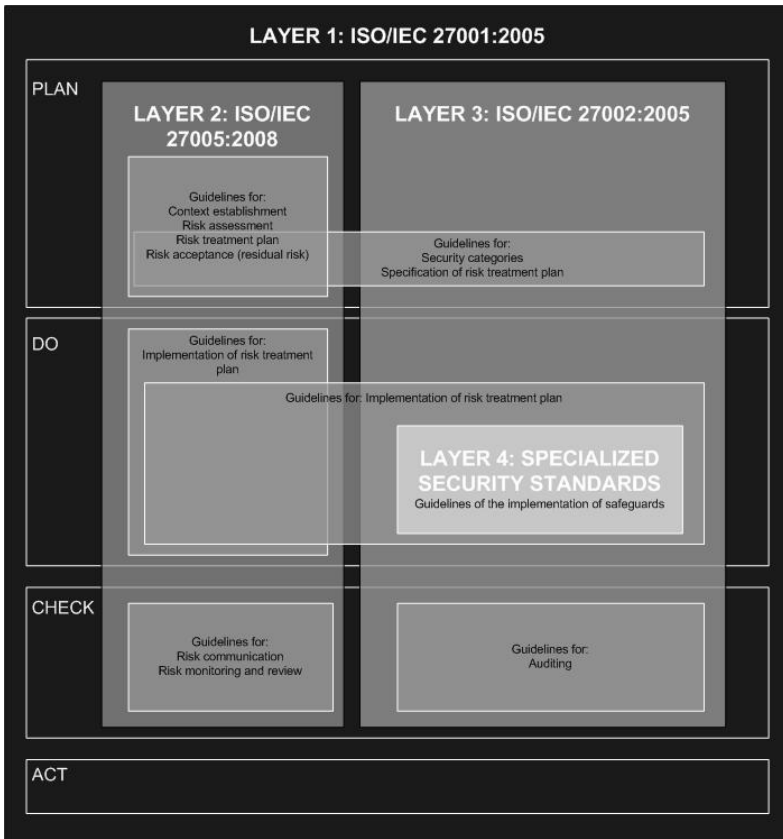 LAYER 1: ISO/IEC 27001:2005
PLAN
LAYER 2: ISO/IEC
27005:2008
Guidelines for:
Context establishment
Risk assessment
Risk treatment plan
Risk acceptance (residual risk)
LAYER 3: ISO/IEC 27002:2005
Guidelines for:
Security categories
Specification of risk treatment plan
DO
Guidelines for:
Implementation of risk treatment
plan
Guidelines for: Implementation of risk treatment plan
LAYER 4: SPECIALIZED
SECURITY STANDARDS
Guidelines of the implementation of safeguards
CHECK
Guidelines for:
Risk communication
Risk monitoring and review
Guidelines for:
Auditing
ACT